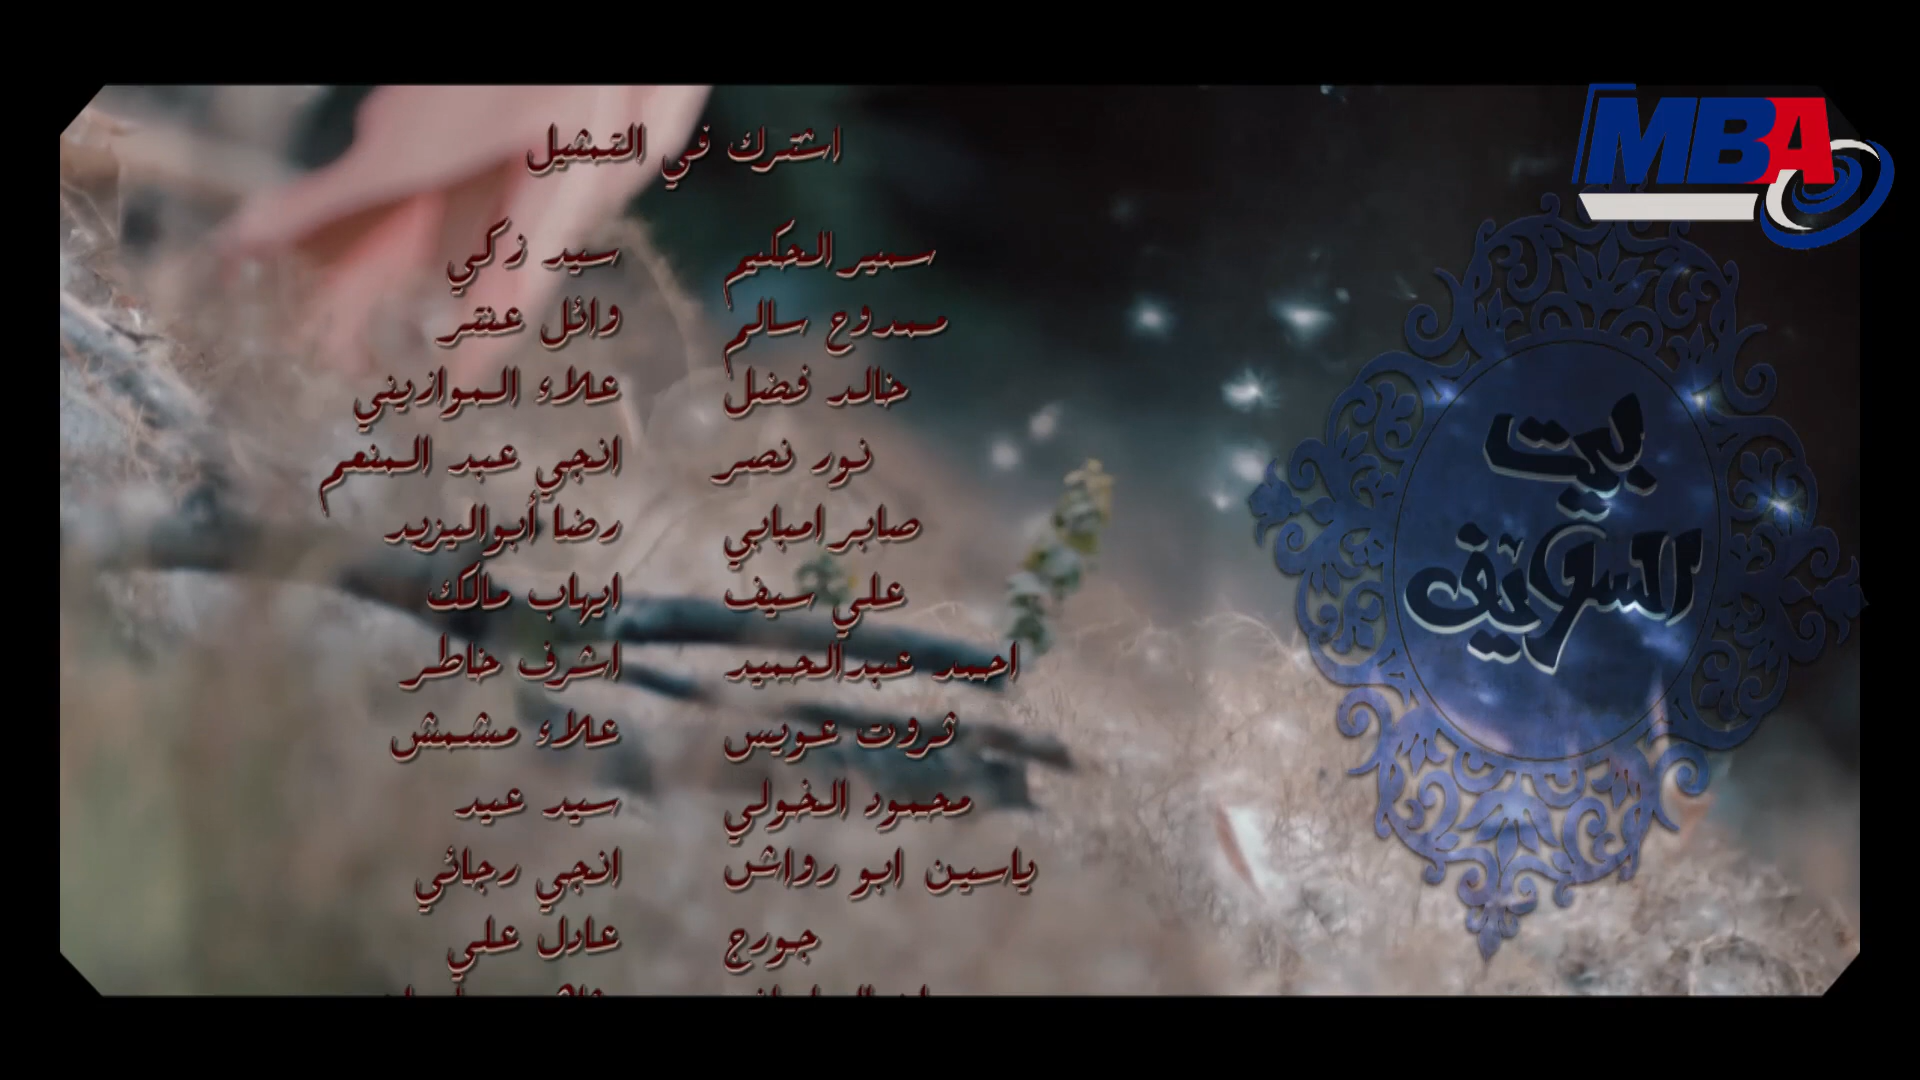 اشترك في التمثيل
سمير الحكيم سيد زكي
ممدوح سالم وائل عنتر
خالد فضل علاء الموازيني
نور نصر انجي عبد المنعم
صابر امبابي رضا أبواليزيد
علي سيف ايهاب مالك
احمد عبدالحميد اشرف خاطر
ثروت عويس علاء مشمش
محمود الخولي سيد عيد
ياسين ابو رواش انجي رجائي
جورج عادل علي
MBA
بيت
السويفي